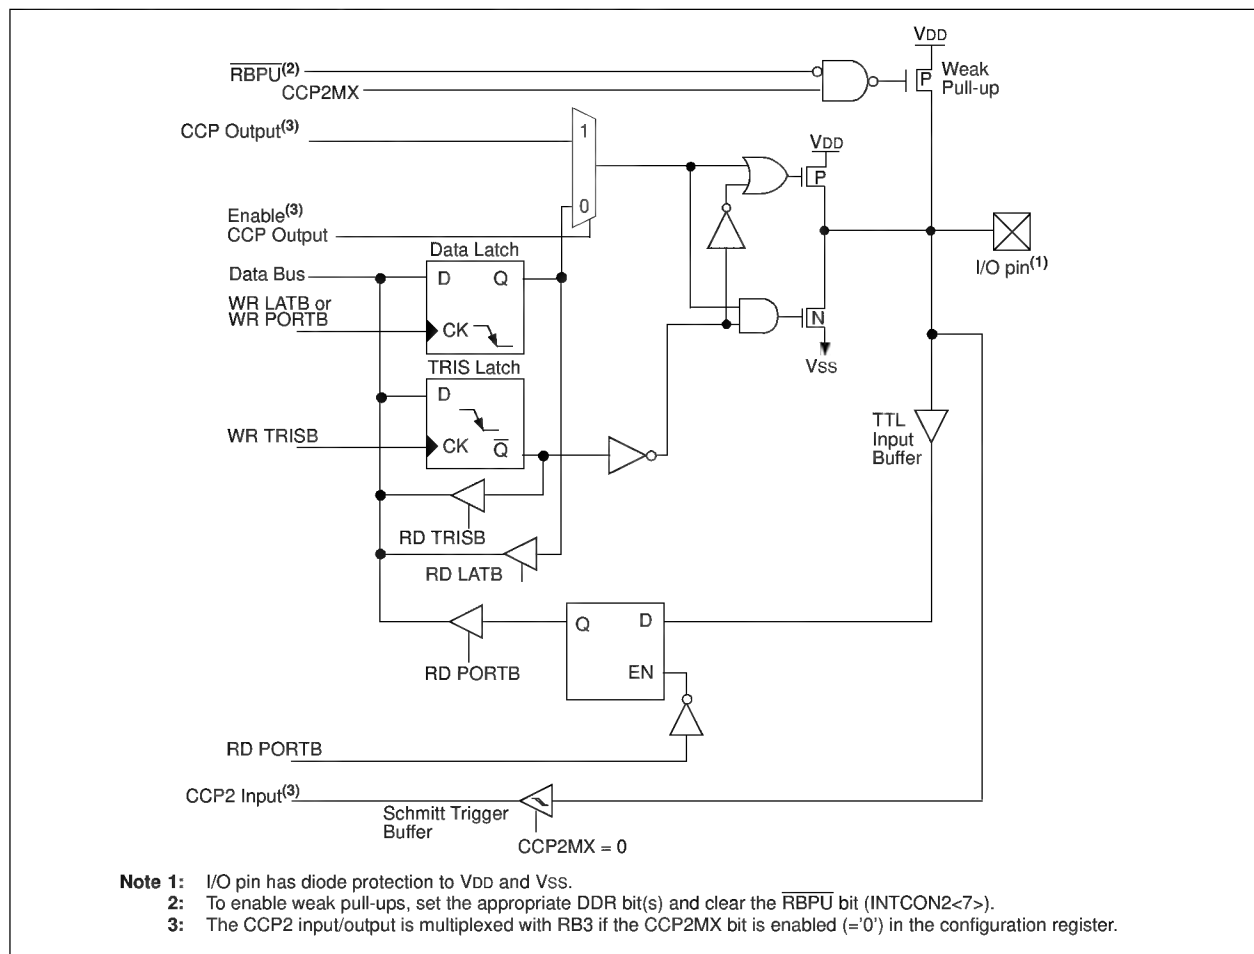 VDD
RBPU(2)
CCP2MX
P
Weak
Pull-up
CCP Output(3)
1
VDD
P
0
Enable(3)
CCP Output
Data Latch
Data Bus
D Q
I/O pin(1)
WR LATB or
WR PORTB
CK
N
VSS
TRIS Latch
D
TTL
Input
Buffer
WR TRISB
CK Q
RD TRISB
RD LATB
Q D
RD PORTB
EN
RD PORTB
CCP2 Input(3)
Schmitt Trigger
Buffer
CCP2MX = 0
Note 1: I/O pin has diode protection to VDD and VSS.
2: To enable weak pull-ups, set the appropriate DDR bit(s) and clear the RBPU bit (INTCON2<7>).
3: The CCP2 input/output is multiplexed with RB3 if the CCP2MX bit is enabled (='0') in the configuration register.